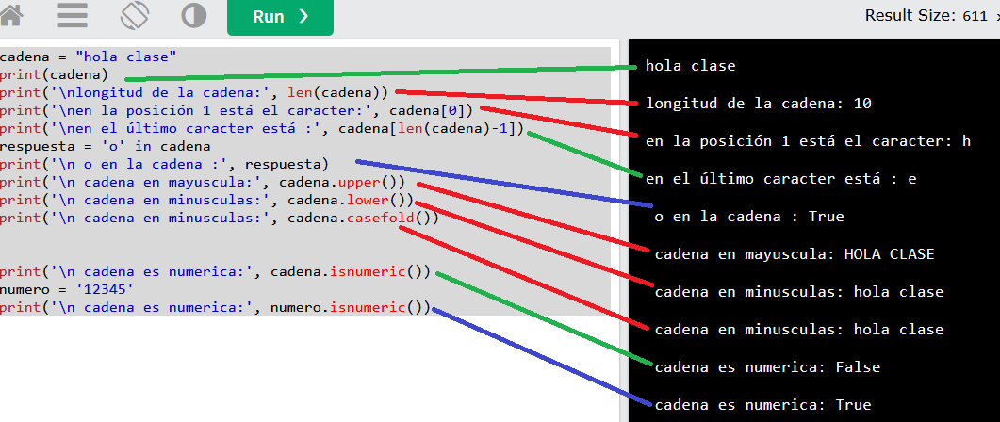 Run ❯
Result Size: 611 x
cadena = "hola clase"
print(cadena)
print('\nlongitud de la cadena:', len(cadena))
print('\nen la posición 1 está el caracter:', cadena[0])
print('\nen el último caracter está :', cadena[len(cadena)-1])
respuesta = 'o' in cadena
print('\n o en la cadena :', respuesta)
print('\n cadena en mayuscula:', cadena.upper())
print('\n cadena en minusculas:', cadena.lower())
print('\n cadena en minusculas:', cadena.casefold())
print('\n cadena es numerica:', cadena.isnumeric())
numero = '12345'
print('\n cadena es numerica:', numero.isnumeric())
hola clase
longitud de la cadena: 10
en la posición 1 está el caracter: h
en el último caracter está : e
o en la cadena : True
cadena en mayuscula: HOLA CLASE
cadena en minusculas: hola clase
cadena en minusculas: hola clase
cadena es numerica: False
cadena es numerica: True